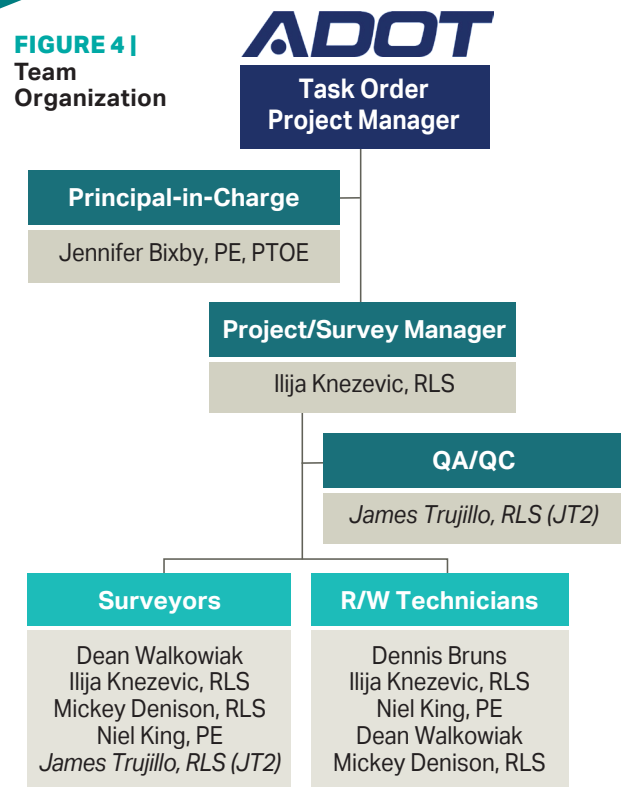 FIGURE 4 |
Team
Organization
ADOT
Task Order
Project Manager
Principal-in-Charge
Jennifer Bixby, PE, PTOE
Project/Survey Manager
Ilija Knezevic, RLS
QA/QC
James Trujillo, RLS (JT2)
Surveyors
Dean Walkowiak
Ilija Knezevic, RLS
Mickey Denison, RLS
Niel King, PE
James Trujillo, RLS (JT2)
R/W Technicians
Dennis Bruns
Ilija Knezevic, RLS
Niel King, PE
Dean Walkowiak
Mickey Denison, RLS